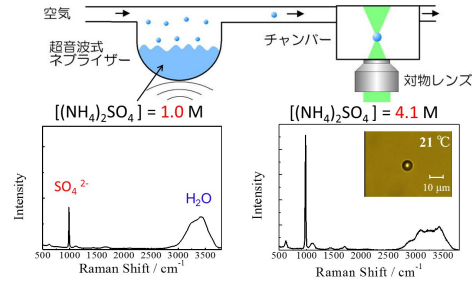 空気
超音波式
ネブライザー
チャンバー
対物レンズ
[(NH4)2SO4] = 1.0 M
[(NH4)2SO4] = 4.1 M
Intensity
SO4 2-
H2O
500 1000 1500 2000 2500 3000 3500
Raman Shift / cm-1
Intensity
21 ℃
10 μm
500 1000 1500 2000 2500 3000 3500
Raman Shift / cm-1